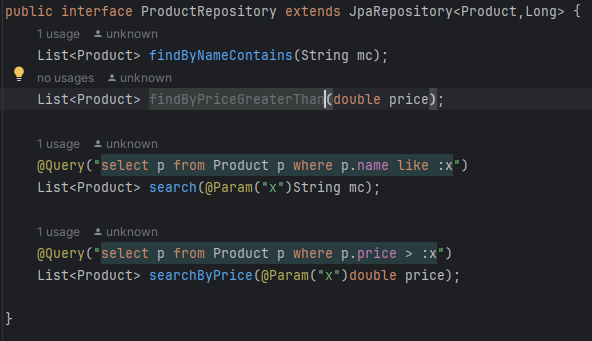 public interface ProductRepository extends JpaRepository<Product,Long> {
1 usage unknown
List<Product> findByNameContains(String mc);
no usages unknown
List<Product> findByPriceGreaterThan(double price);
1 usage unknown
@Query("select p from Product p where p.name like :x")
List<Product> search(@Param("x")String mc);
1 usage unknown
@Query("select p from Product p where p.price > :x")
List<Product> searchByPrice(@Param("x")double price);
}